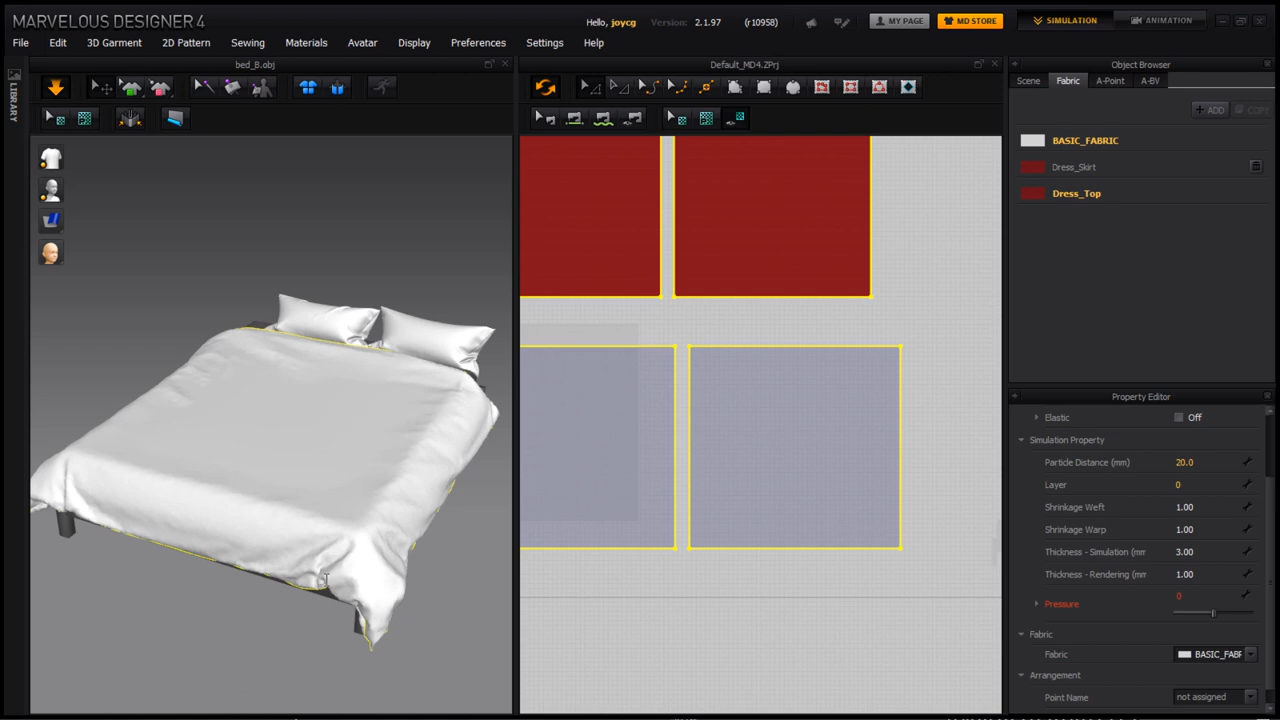 MARVELOUS DESIGNER 4
Hello, joycg Version: 2.1.97 (r10958) MY PAGE MD STORE SIMULATION ANIMATION
File Edit 3D Garment 2D Pattern Sewing Materials Avatar Display Preferences Settings Help
LIBRARY
bed_B.obj
Default_MD4.ZPrj
Object Browser
Scene Fabric A-Point A-BV
+ ADD COPY
BASIC_FABRIC
Dress_Skirt
Dress_Top
Property Editor
Elastic Off
Simulation Property
Particle Distance (mm) 20.0
Layer 0
Shrinkage Weft 1.00
Shrinkage Warp 1.00
Thickness - Simulation (mm 3.00
Thickness - Rendering (mm 1.00
Pressure 0
Fabric
Fabric BASIC_FABR
Arrangement
Point Name not assigned